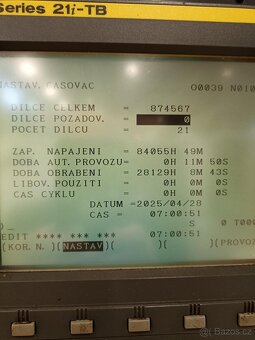 Series 21i-TB
NASTAV. CASOVAC O0039 N010
DILCE CELKEM = 874567
DILCE POZADOV. = 0
POCET DILCU = 21
ZAP. NAPAJENI = 84055H 49M
DOBA AUT. PROVOZU = 0H 11M 50S
DOBA OBRABENI = 28129H 8M 43S
LIBOV. POUZITI = 0H 0M 0S
CAS CYKLU = 0H 0M 0S
DATUM = 2025/04/28
CAS = 07:00:51
S 0 T000
EDIT **** *** *** 07:00:51
(KOR.N. )(NASTAV)( )( )(PROVOZ
Bazoš.cz